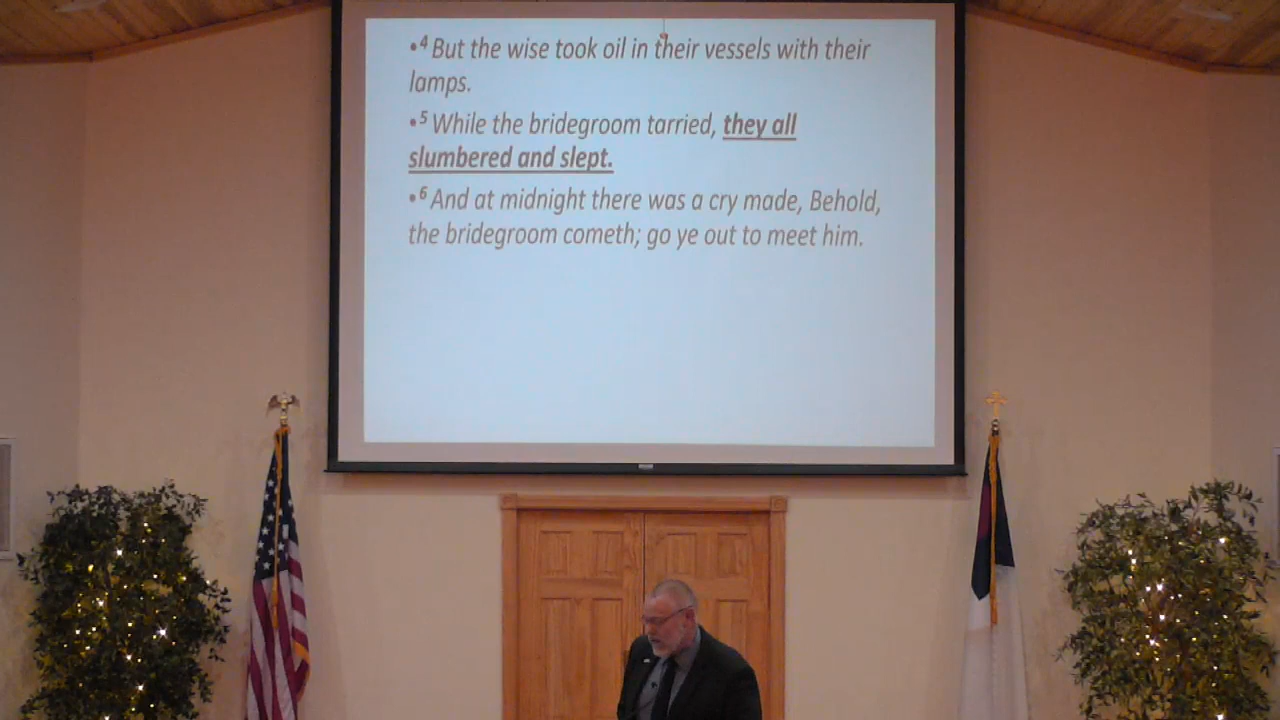 •4 But the wise took oil in their vessels with their
lamps.
•5 While the bridegroom tarried, they all
slumbered and slept.
•6 And at midnight there was a cry made, Behold,
the bridegroom cometh; go ye out to meet him.